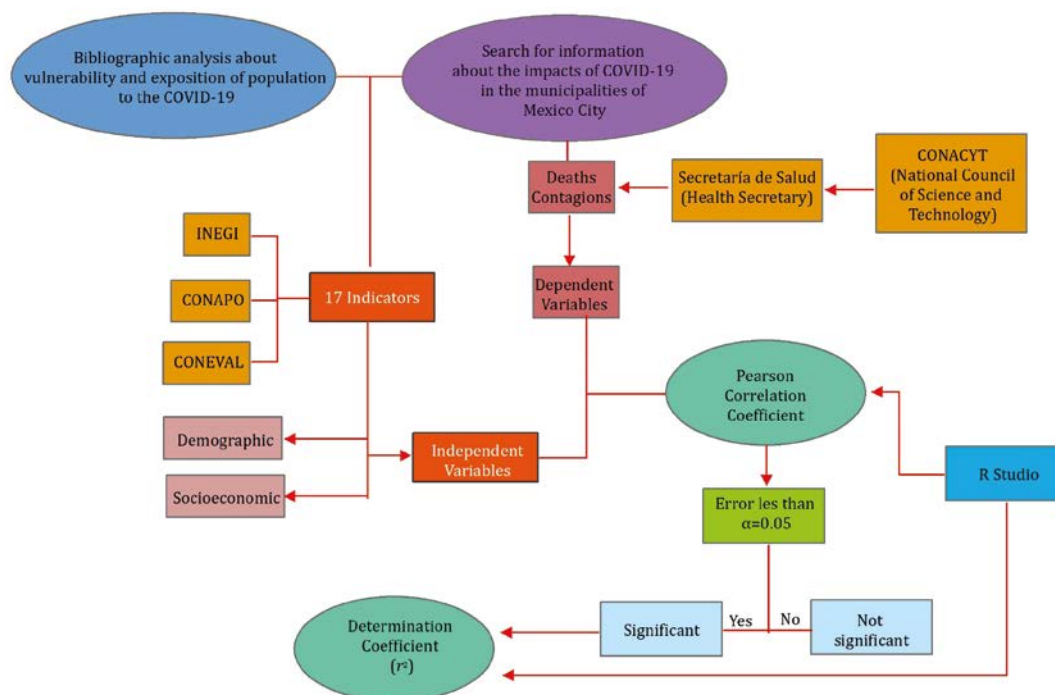 Bibliographic analysis about
vulnerability and exposition of population
to the COVID-19
Search for information
about the impacts of COVID-19
in the municipalities of
Mexico City
Deaths
Contagions
Secretaría de Salud
(Health Secretary)
CONACYT
(National Council
of Science and
Technology)
INEGI
CONAPO
CONEVAL
17 Indicators
Dependent
Variables
Demographic
Socioeconomic
Independent
Variables
Pearson
Correlation
Coefficient
R Studio
Error les than
α=0.05
Significant
Yes
No
Not
significant
Determination
Coefficient
(r²)